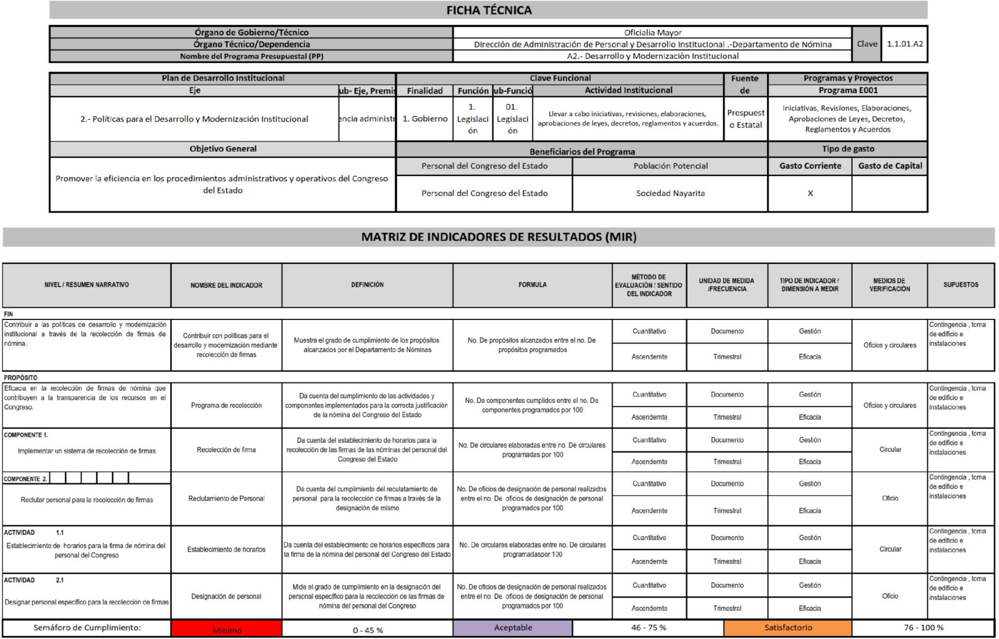 FICHA TÉCNICA
Órgano de Gobierno/Técnico Oficialía Mayor
Órgano Técnico/Dependencia Dirección de Administración de Personal y Desarrollo Institucional .-Departamento de Nómina Clave 1.1.01.A2
Nombre del Programa Presupuestal (PP) A2.- Desarrollo y Modernizaciòn Institucional
Plan de Desarrollo Institucional Clave Funcional Fuente de Programas y Proyectos
Eje ub- Eje, Premis Finalidad Función ub-Funció Actividad Institucional Programa E001
2.- Políticas para el Desarrollo y Modernización Institucional
encia administr
1. Gobierno
1.
Legislaci
ón
01.
Legislaci
ón
Llevar a cabo iniciativas, revisiones, elaboraciones,
aprobaciones de leyes, decretos, reglamentos y acuerdos.
Prespuest
o Estatal
Iniciativas, Revisiones, Elaboraciones,
Aprobaciones de Leyes, Decretos,
Reglamentos y Acuerdos
Objetivo General Beneficiarios del Programa Tipo de gasto
Personal del Congreso del Estado Población Potencial Gasto Corriente Gasto de Capital
Promover la eficiencia en los procedimientos administrativos y operativos del Congreso
del Estado
Personal del Congreso del Estado Sociedad Nayarita X
MATRIZ DE INDICADORES DE RESULTADOS (MIR)
NIVEL / RESUMEN NARRATIVO
NOMBRE DEL INDICADOR
DEFINICIÓN
FORMULA
MÈTODO DE
EVALUACIÒN / SENTIDO
DEL INDICADOR
UNIDAD DE MEDIDA
/FRECUENCIA
TIPO DE INDICADOR /
DIMENSIÓN A MEDIR
MEDIOS DE
VERIFICACIÒN
SUPUESTOS
FIN
Contribuir a las políticas de desarrollo y modernización
institucional a través de la recolección de firmas de
nómina.
Contribuir con políticas para el
desarrollo y modernización mediante
recolección de firmas
Muestra el grado de cumplimiento de los propósitos
alcanzados por el Departamento de Nóminas
No. De propósitos alcanzados entre el no. De
propósitos programados
Cuantitativo Documento Gestión
Ascendernte Trimestral Eficacia
Oficios y circulares
Contingencia , toma
de edificio e
instalaciones
PROPÓSITO
Eficacia en la recolección de firmas de nómina que
contribuyen a la transparencia de los recursos en el
Congreso.
Programa de recolección
Da cuenta del cumplimiento de las actividades y
componentes implementados para la correcta justificación
de la nómina del Congreso del Estado
No. De componentes cumplidos entre el no. De
componentes programados por 100
Cuantitativo Documento Gestión
Ascendernte Trimestral Eficacia
Oficios y circulares
Contingencia , toma
de edificio e
instalaciones
COMPONENTE 1.
Implementar un sistema de recolección de firmas
Recolección de firma
Da cuenta del establecimiento de horarios para la
recolección de las firmas de las nóminas del personal del
Congreso del Estado
No. De circulares elaboradas entre no. De circulares
programadas por 100
Cuantitativo Documento Gestión
Ascendernte Trimestral Eficacia
Circular
Contingencia , toma
de edificio e
instalaciones
COMPONENTE 2.
Reclutar personal para la recolección de firmas
Reclutamiento de Personal
Da cuenta del cumplimiento del reculatamiento de
personal para la recolección de firmas a través de la
designación de mismo
No. De oficios de designación de personal realizados
entre el no. De oficios de designación de personal
programados por 100
Cuantitativo Documento Gestión
Ascendernte Trimestral Eficacia
Oficio
Contingencia , toma
de edificio e
instalaciones
ACTIVIDAD 1.1
Establecimiento de horarios para la firma de nómina del
personal del Congreso
Establecimiento de horarios
Da cuenta del establecimiento de horarios específicos para
la firma de la nómina del personal del Congreso del Estado
No. De circulares elaboradas entre no. De circulares
programadaspor 100
Cuantitativo Documento Gestión
Ascendernte Trimestral Eficacia
Circular
Contingencia , toma
de edificio e
instalaciones
ACTIVIDAD 2.1
Designar personal especifico para la recolección de firmas
Designación de personal
Mide el grado de cumplimiento en la designación del
personal específico para la recolección de las firmas de
nómina del personal del Congreso
No. De oficios de designación de personal realizados
entre el no. De oficios de designación de personal
programados por 100
Cuantitativo Documento Gestión
Ascendernte Trimestral Eficacia
Oficio
Contingencia , toma
de edificio e
instalaciones
Semáforo de Cumplimiento: Mínimo 0 - 45 % Aceptable 46 - 75 % Satisfactorio 76 - 100 %